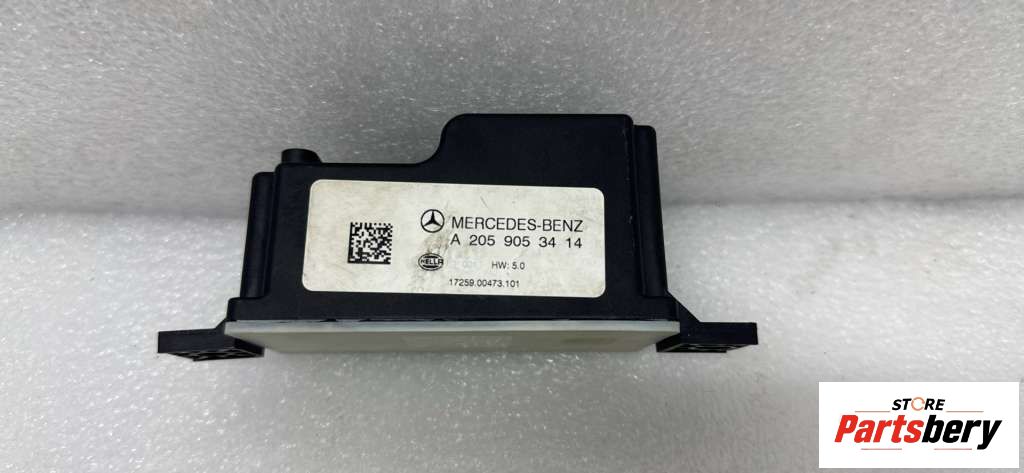 MERCEDES-BENZ
A 205 905 34 14
HELLA
HW: 5.0
17259.00473.101
STORE
Partsbery